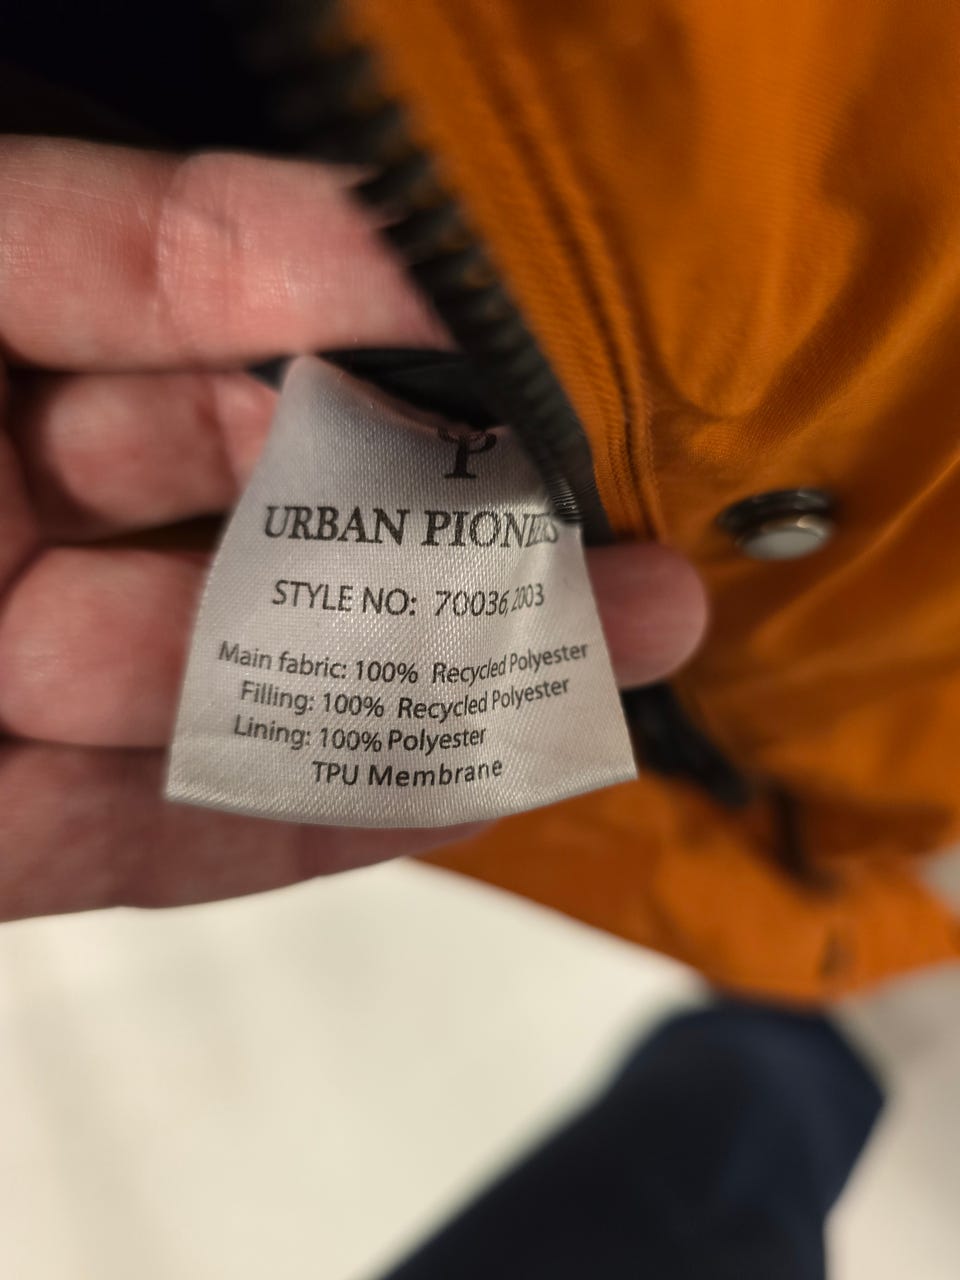 URBAN PIONEERS
STYLE NO: 70036,2003
Main fabric: 100% Recycled Polyester
Filling: 100% Recycled Polyester
Lining: 100% Polyester
TPU Membrane